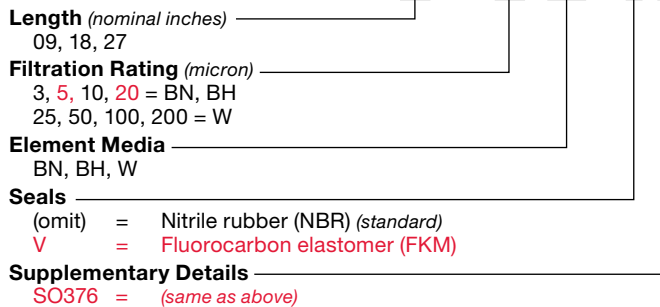 Length (nominal inches)
09, 18, 27
Filtration Rating (micron)
3, 5, 10, 20 = BN, BH
25, 50, 100, 200 = W
Element Media
BN, BH, W
Seals
(omit) = Nitrile rubber (NBR) (standard)
V = Fluorocarbon elastomer (FKM)
Supplementary Details
SO376 = (same as above)